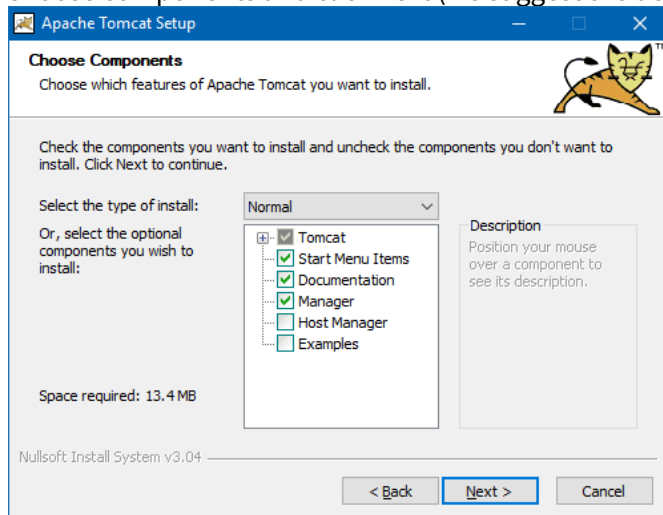 Apache Tomcat Setup
Choose Components
Choose which features of Apache Tomcat you want to install.
TM
Check the components you want to install and uncheck the components you don't want to
install. Click Next to continue.
Select the type of install:
Normal
Or, select the optional
components you wish to
install:
Tomcat
Start Menu Items
Documentation
Manager
Host Manager
Examples
Description
Position your mouse
over a component to
see its description.
Space required: 13.4 MB
Nullsoft Install System v3.04
< Back
Next >
Cancel